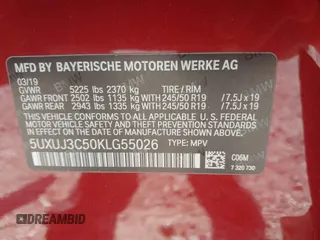 MFD BY BAYERISCHE MOTOREN WERKE AG
03/19
GVWR 5225 lbs 2370 kg TIRE/RIM
GAWR FRONT 2502 lbs 1135 kg 245/50 R19 / 7.5J x 19
GAWR REAR 2943 lbs 1335 kg 245/50 R19 / 7.5J x 19
THIS VEHICLE CONFORMS TO ALL APPLICABLE
U.S. FEDERAL MOTOR VEHICLE SAFETY, BUMPER, AND
THEFT PREVENTION STANDARDS IN EFFECT ON THE
DATE OF MANUFACTURE SHOWN ABOVE.
5UXUJ3C50KLG55026 TYPE: MPV
C06M
7 320 730
DYEAUTOBID